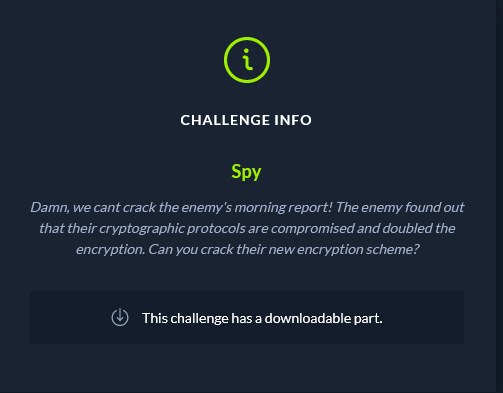 CHALLENGE INFO
Spy
Damn, we cant crack the enemy's morning report! The enemy found out
that their cryptographic protocols are compromised and doubled the
encryption. Can you crack their new encryption scheme?
This challenge has a downloadable part.